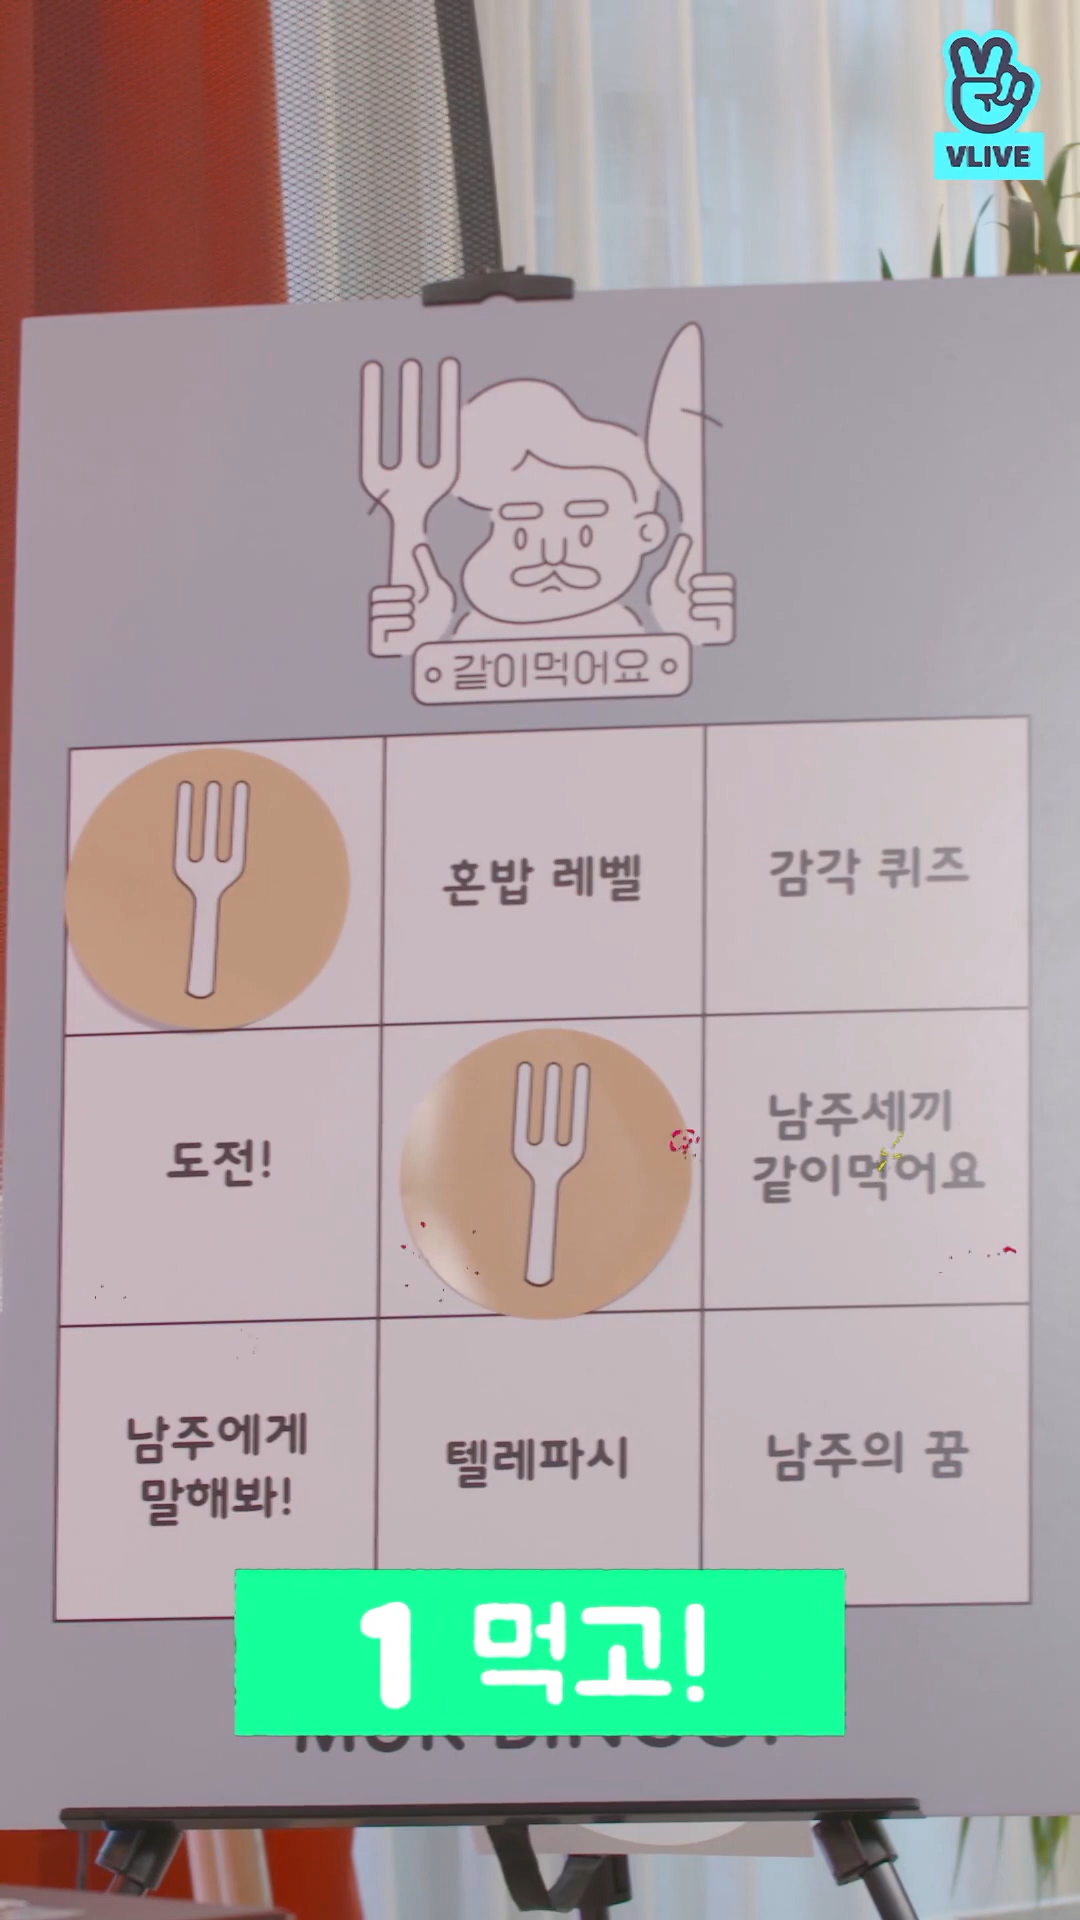 VLIVE
같이먹어요
혼밥 레벨
감각 퀴즈
도전!
남주세끼
같이먹어요
남주에게
말해봐!
텔레파시
남주의 꿈
1 먹고!